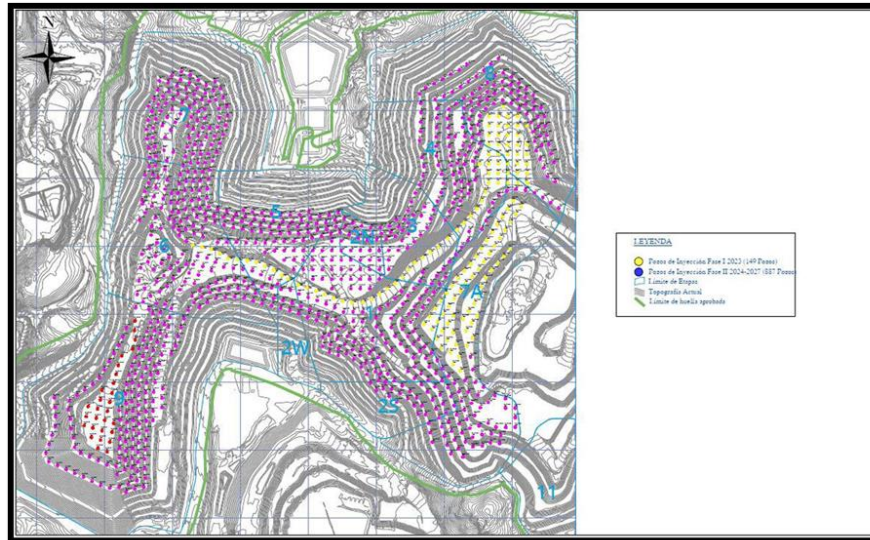 N
8
7
4
5
2N
3
6
7A
1
2W
9
2S
11
LEYENDA
Pozos de Inyección Fase I 2023 (149 Pozos)
Pozos de Inyección Fase II 2024-2027 (887 Pozos
Límite de Etapas
Topografía Actual
Límite de huella aprobado